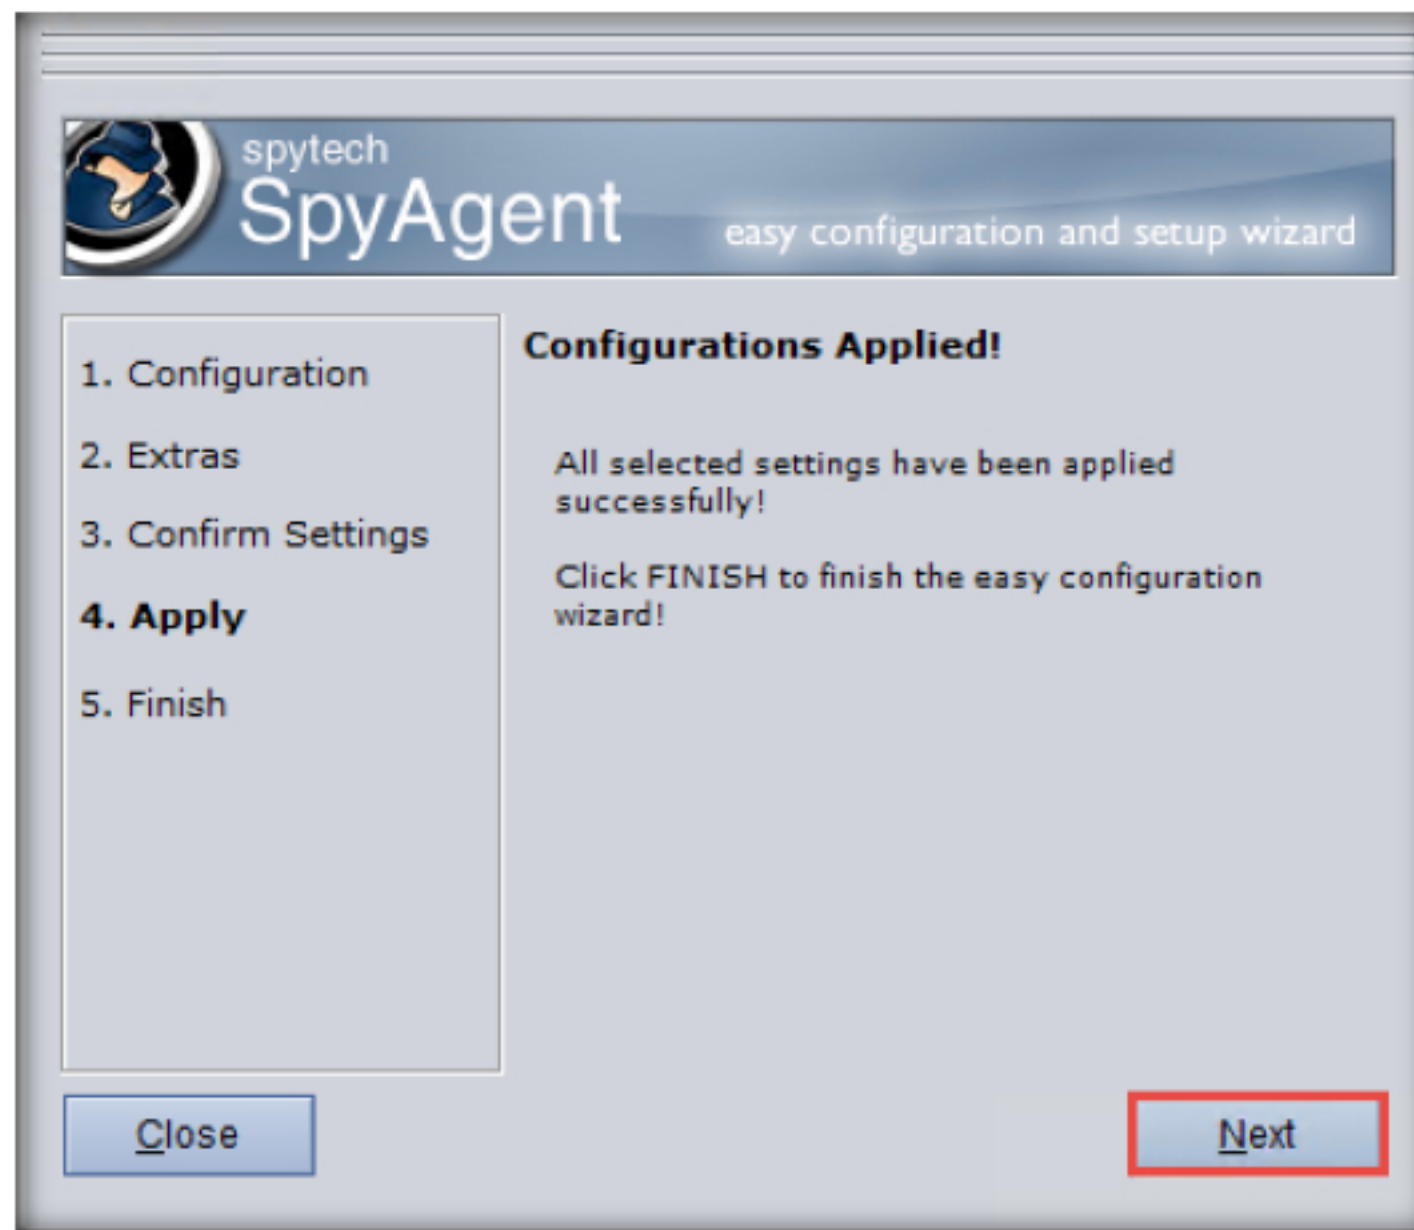 spytech
SpyAgent
easy configuration and setup wizard
1. Configuration
2. Extras
3. Confirm Settings
4. Apply
5. Finish
Configurations Applied!
All selected settings have been applied
successfully!
Click FINISH to finish the easy configuration
wizard!
Close
Next